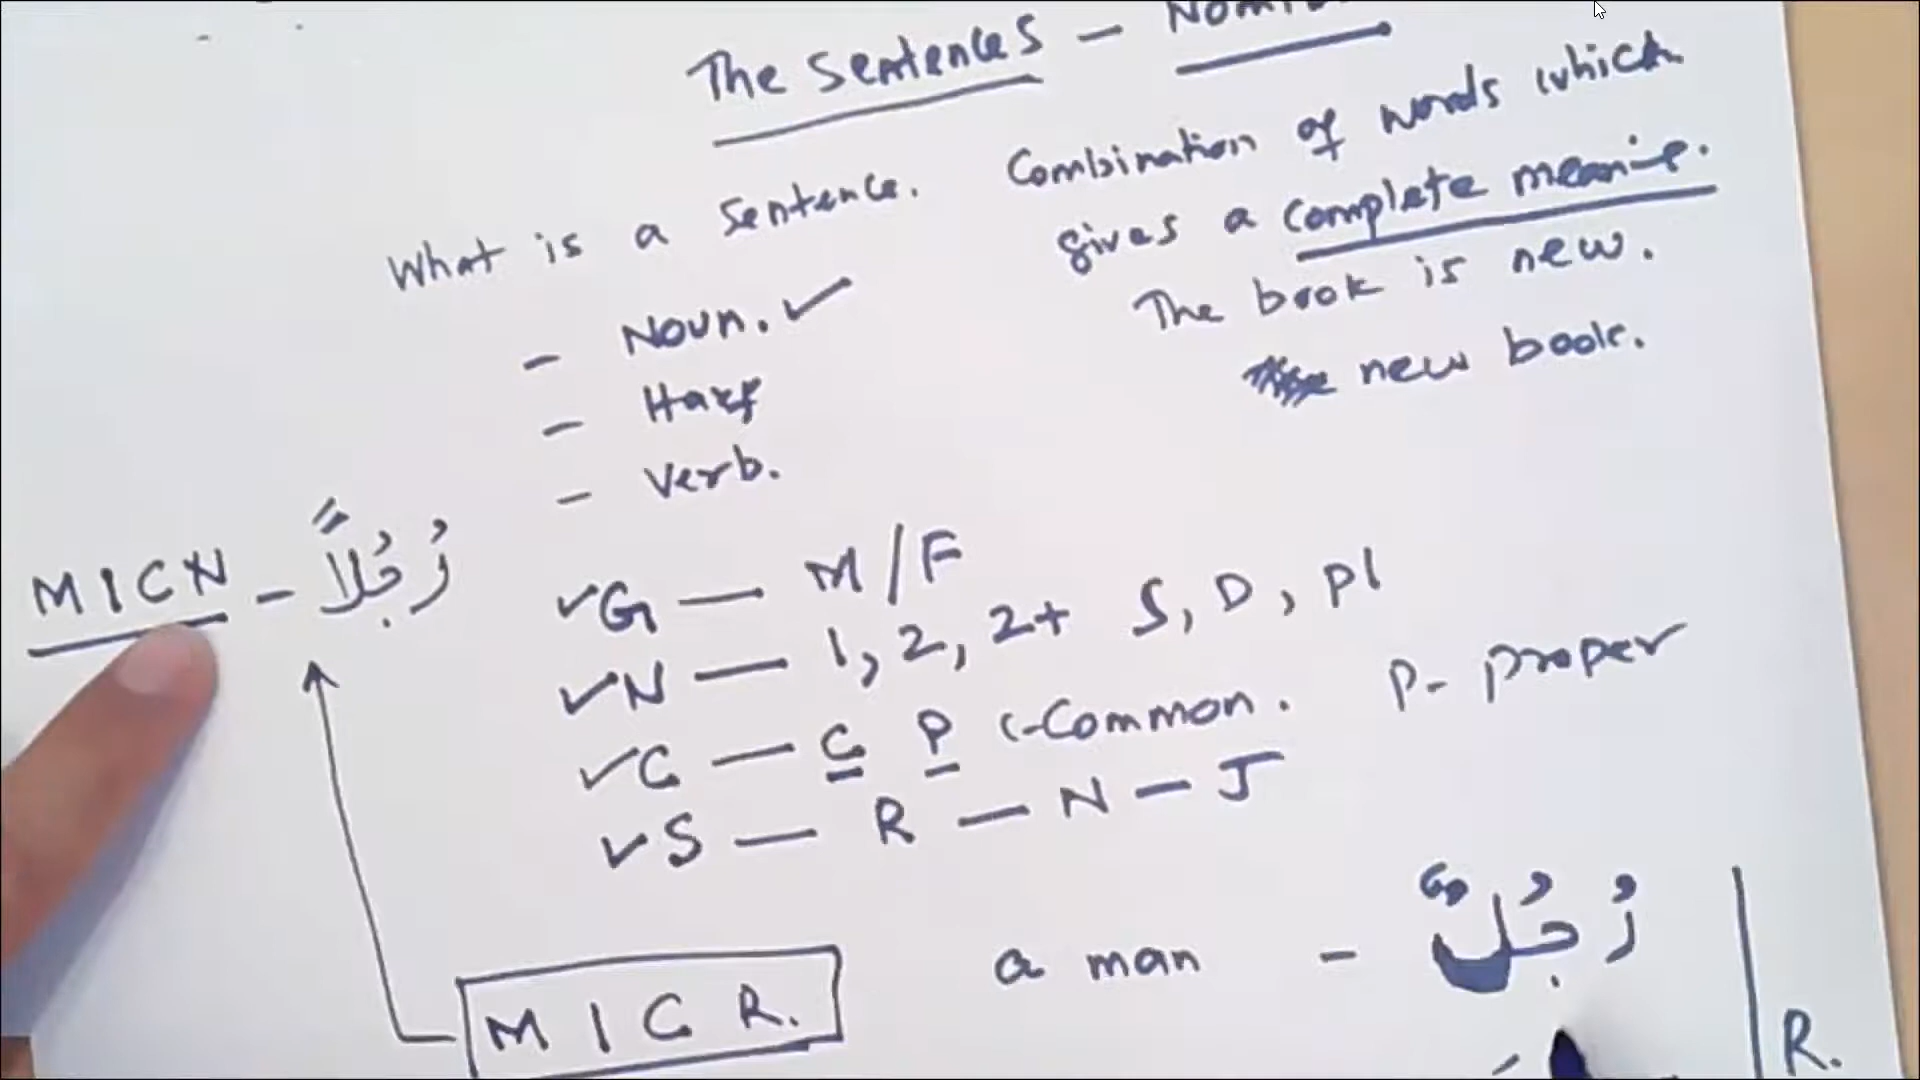 The Sentences -
What is a sentence. Combination of words which
gives a complete meaning.
The book is new.
new book.
- Noun. ✓
- Harf
- Verb.
MICN - رَجُلاً
✓G — M/F
✓N — 1, 2, 2+ S, D, Pl
✓C — C P C-Common. P- proper
✓S — R — N — J
a man - رَجُلٌ
MICR.
R.